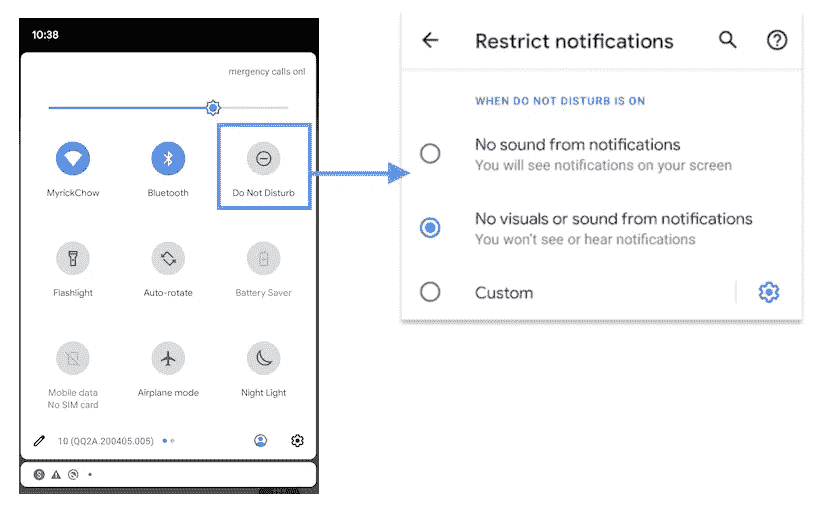 10:38
mergency calls onl
MyrickChow
Bluetooth
Do Not Disturb
Flashlight
Auto-rotate
Battery Saver
Mobile data
No SIM card
Airplane mode
Night Light
10 (QQ2A.200405.005)
Restrict notifications
WHEN DO NOT DISTURB IS ON
No sound from notifications
You will see notifications on your screen
No visuals or sound from notifications
You won't see or hear notifications
Custom